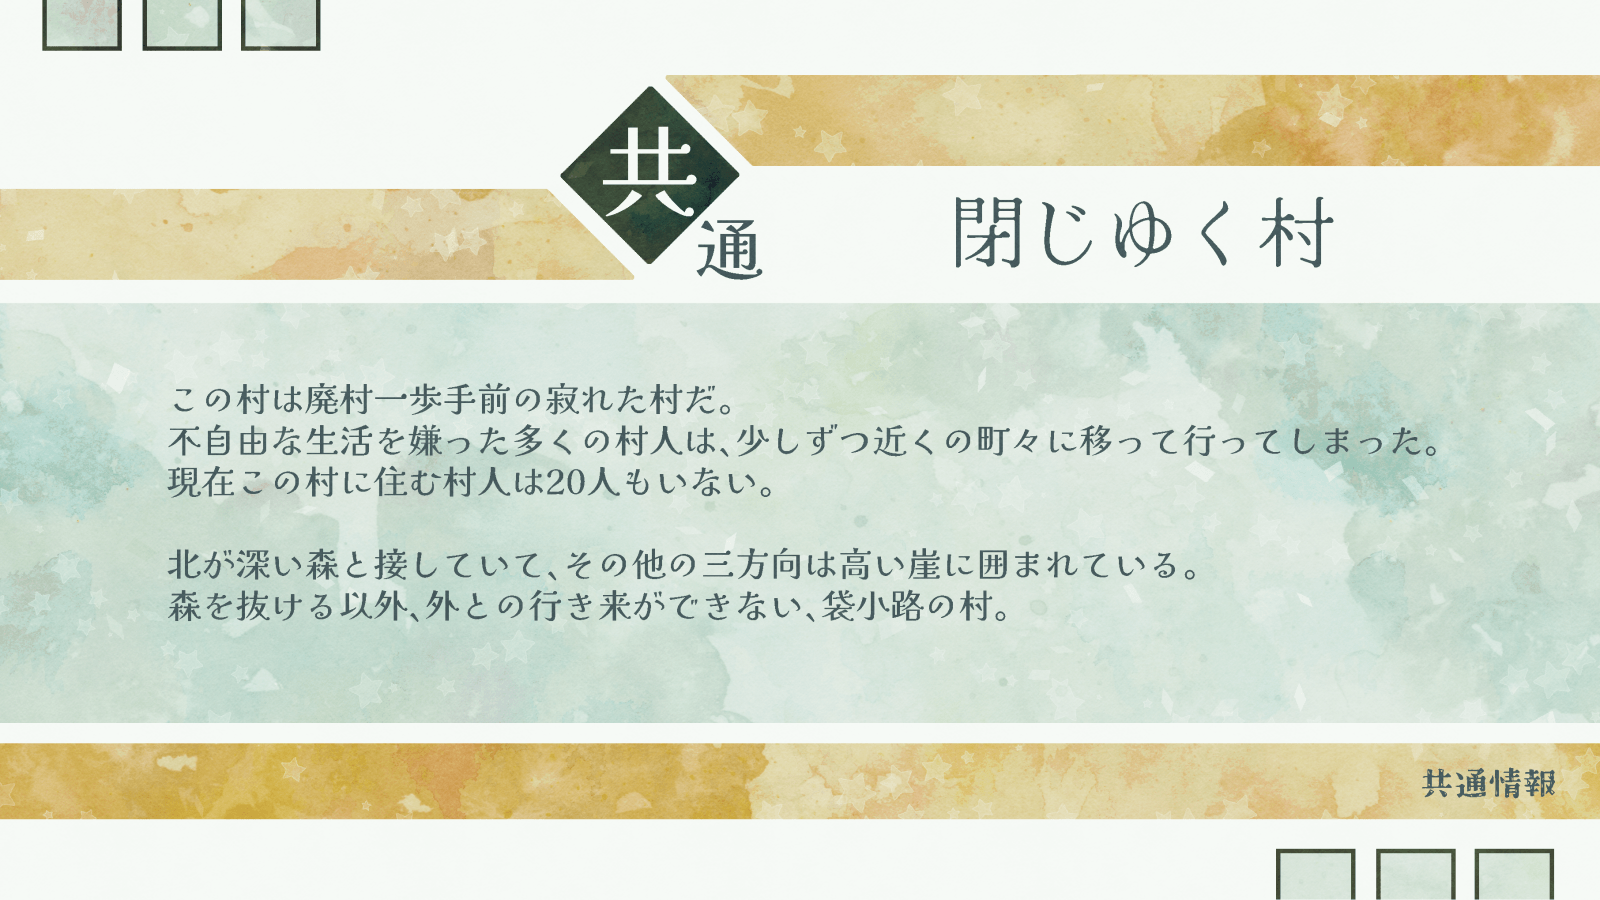 共通
閉じゆく村
この村は廃村一歩手前の寂れた村だ。
不自由な生活を嫌った多くの村人は、少しずつ近くの町々に移って行ってしまった。
現在この村に住む村人は20人もいない。
北が深い森と接していて、その他の三方向は高い崖に囲まれている。
森を抜ける以外、外との行き来ができない、袋小路の村。
共通情報